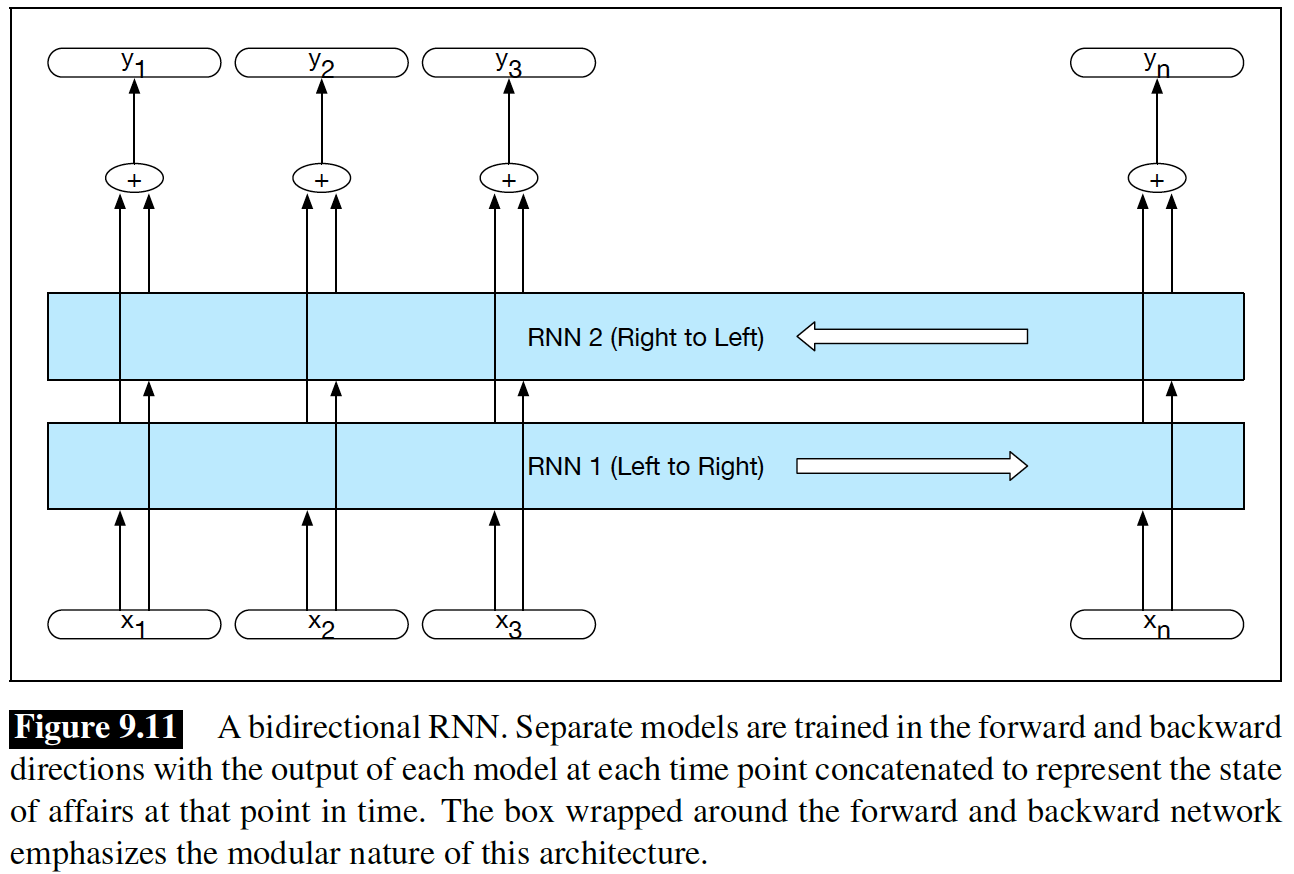 y1 y2 y3 yn
+ + + +
RNN 2 (Right to Left)
RNN 1 (Left to Right)
x1 x2 x3 xn
Figure 9.11 A bidirectional RNN. Separate models are trained in the forward and backward
directions with the output of each model at each time point concatenated to represent the state
of affairs at that point in time. The box wrapped around the forward and backward network
emphasizes the modular nature of this architecture.